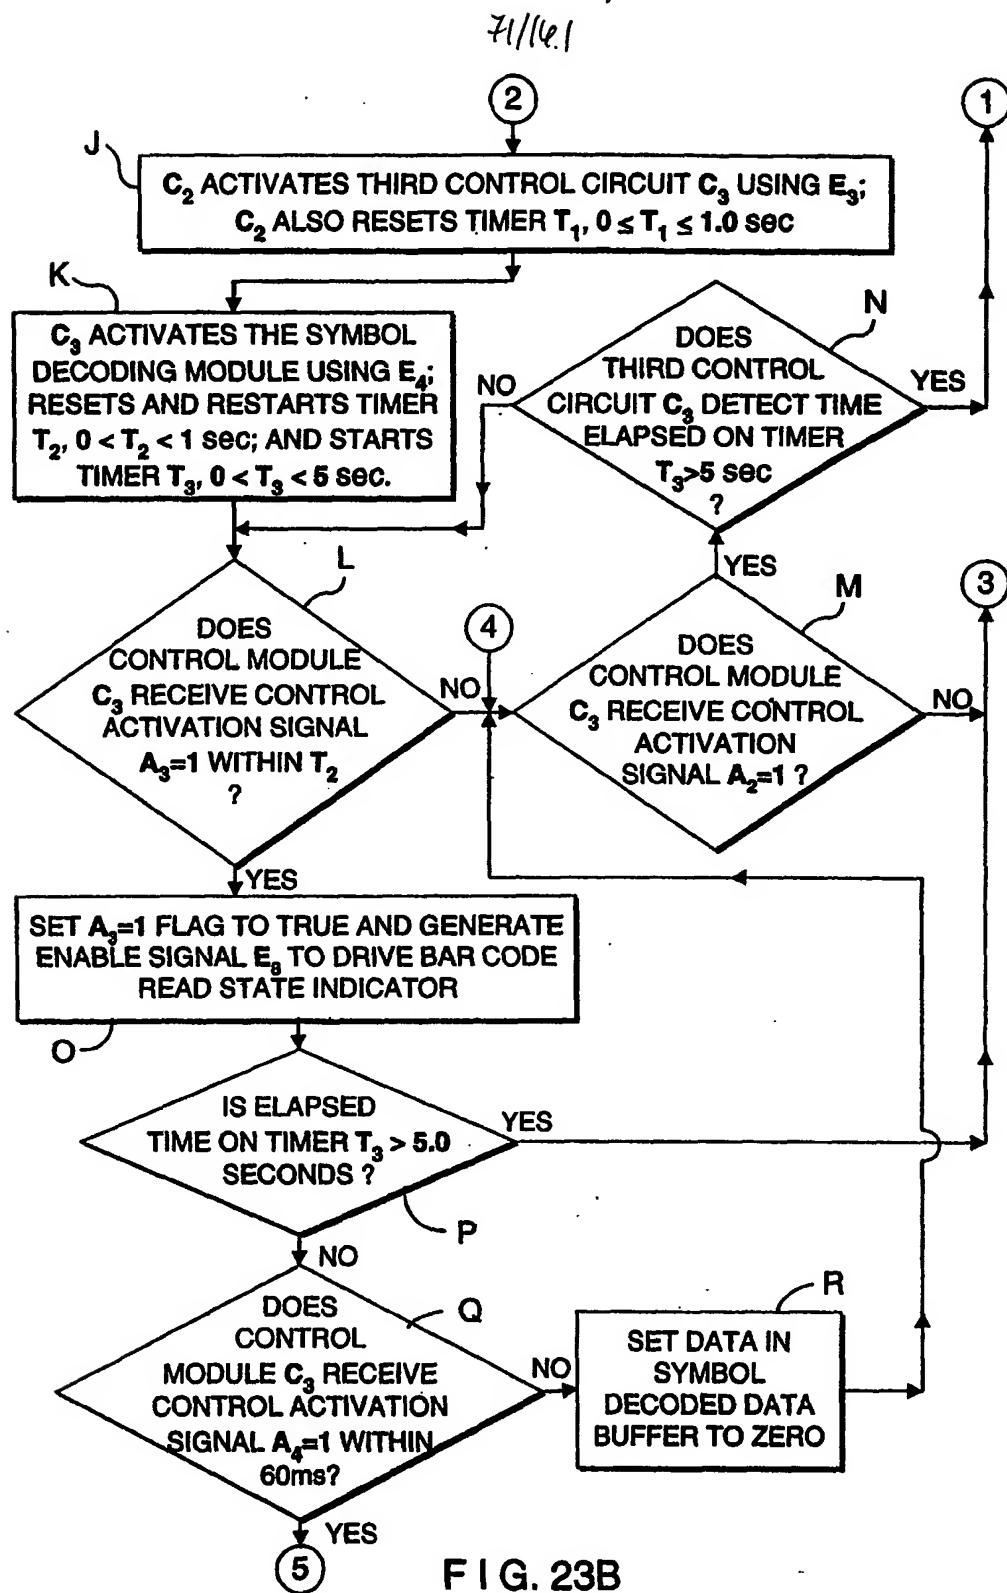 71/161
2
1
J
C2 ACTIVATES THIRD CONTROL CIRCUIT C3 USING E3;
C2 ALSO RESETS TIMER T1, 0 ≤ T1 ≤ 1.0 sec
K
C3 ACTIVATES THE SYMBOL
DECODING MODULE USING E4;
RESETS AND RESTARTS TIMER
T2, 0 < T2 < 1 sec; AND STARTS
TIMER T3, 0 < T3 < 5 sec.
N
DOES
THIRD CONTROL
CIRCUIT C3 DETECT TIME
ELAPSED ON TIMER
T3>5 sec
?
NO
YES
L
DOES
CONTROL MODULE
C3 RECEIVE CONTROL
ACTIVATION SIGNAL
A3=1 WITHIN T2
?
NO
YES
4
YES
M
3
DOES
CONTROL MODULE
C3 RECEIVE CONTROL
ACTIVATION
SIGNAL A2=1 ?
NO
SET A3=1 FLAG TO TRUE AND GENERATE
ENABLE SIGNAL E8 TO DRIVE BAR CODE
READ STATE INDICATOR
O
IS ELAPSED
TIME ON TIMER T3 > 5.0
SECONDS ?
YES
P
NO
Q
DOES
CONTROL
MODULE C3 RECEIVE
CONTROL ACTIVATION
SIGNAL A4=1 WITHIN
60ms?
NO
R
SET DATA IN
SYMBOL
DECODED DATA
BUFFER TO ZERO
YES
5
FIG. 23B